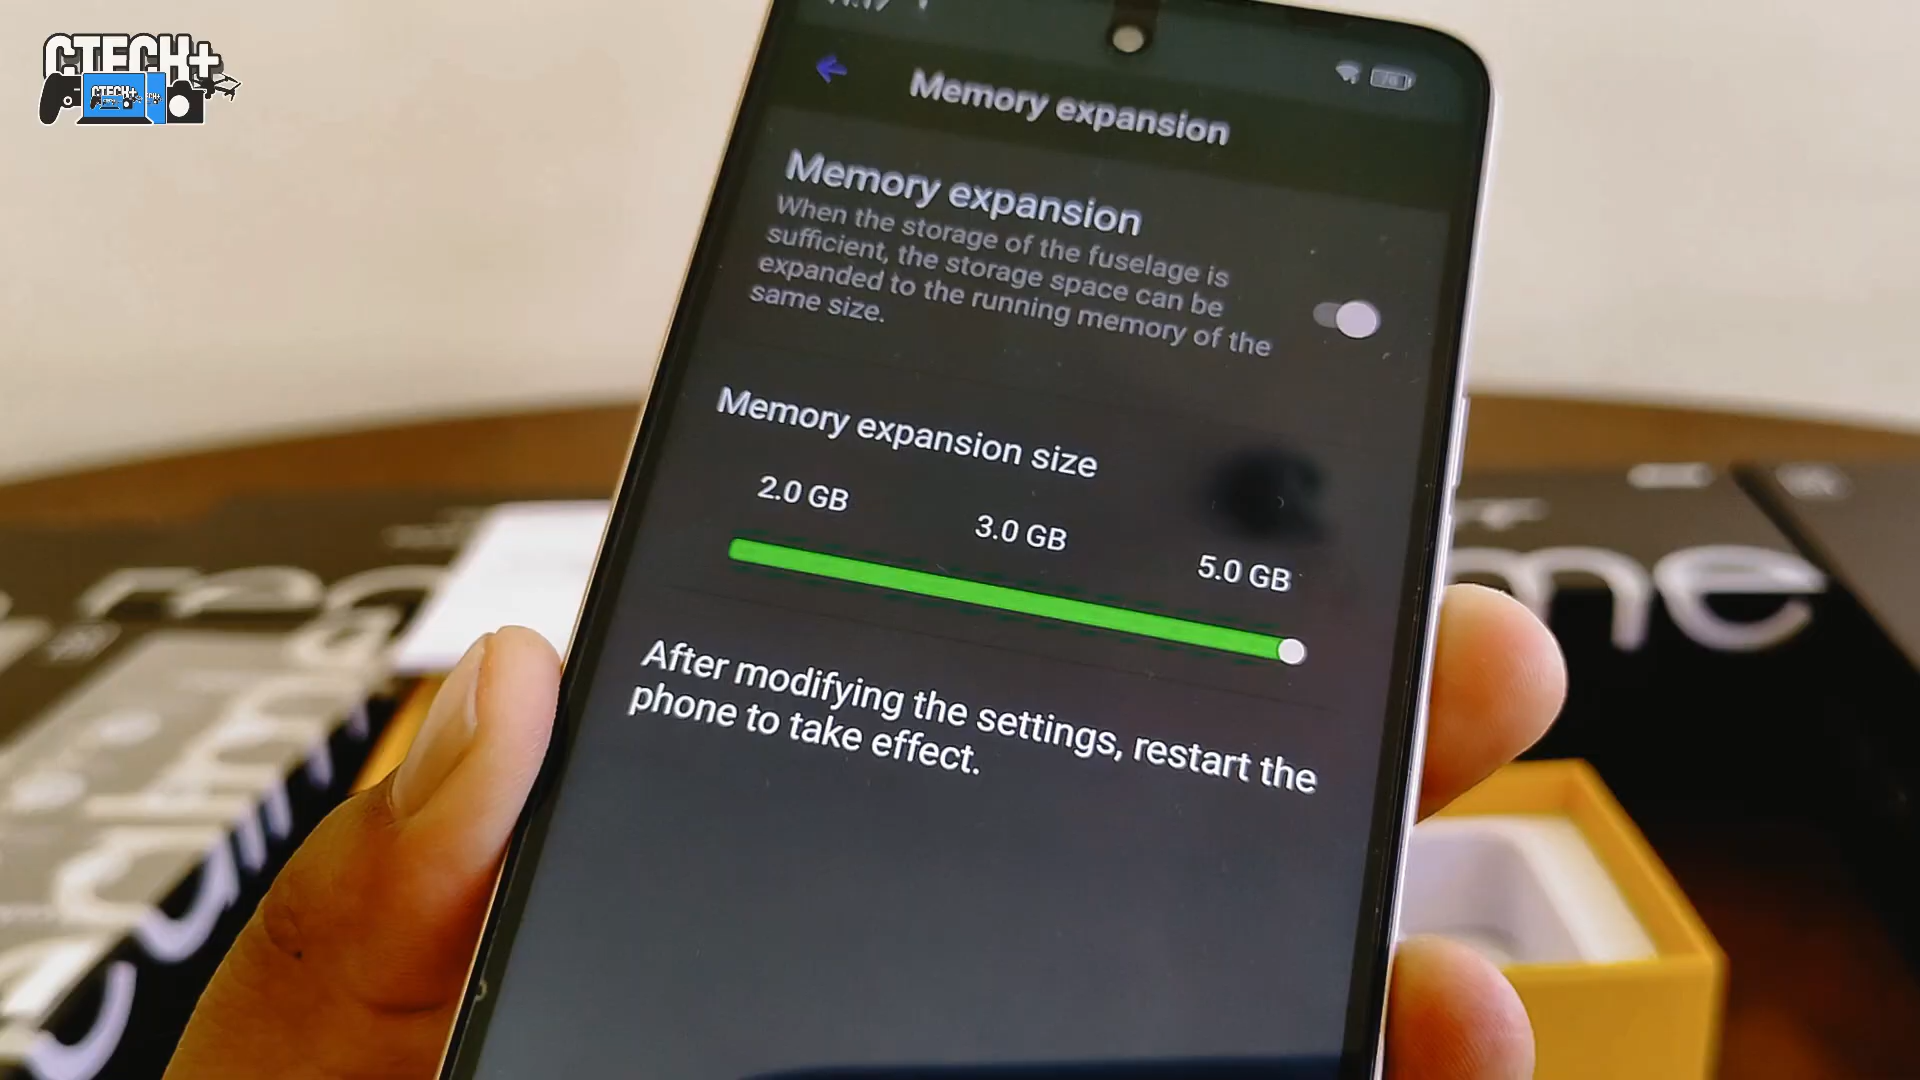 CTECH+
CTECH+
Memory expansion
Memory expansion
When the storage of the fuselage is
sufficient, the storage space can be
expanded to the running memory of the
same size.
Memory expansion size
2.0 GB
3.0 GB
5.0 GB
After modifying the settings, restart the
phone to take effect.